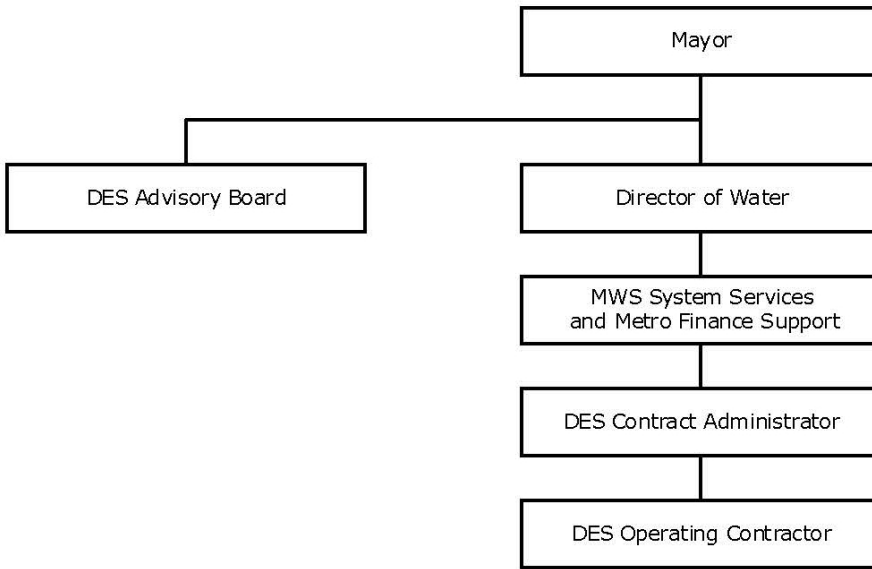 Mayor
DES Advisory Board
Director of Water
MWS System Services
and Metro Finance Support
DES Contract Administrator
DES Operating Contractor